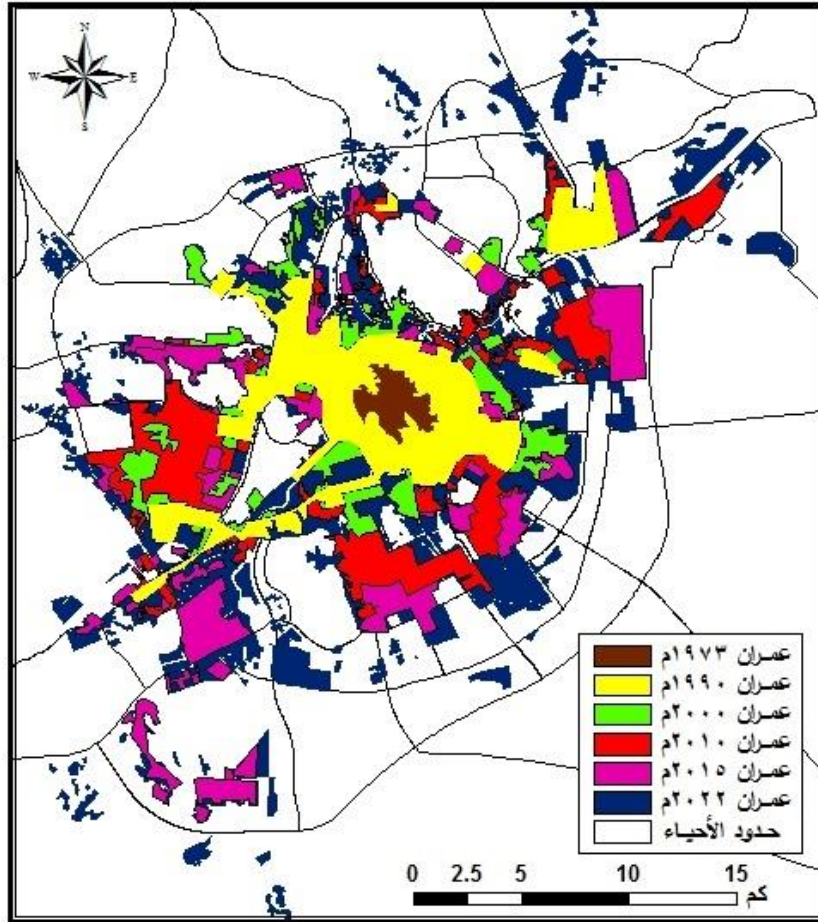 N
W E
S
عمـران ١٩٧٣م
عمران ١٩٩٠م
عمران ٢٠٠٠م
عمران ٢٠١٠م
عمران ٢٠١٥م
عمران ٢٠٢٢م
حدود الأحياء
0 2.5 5 10 15
كم